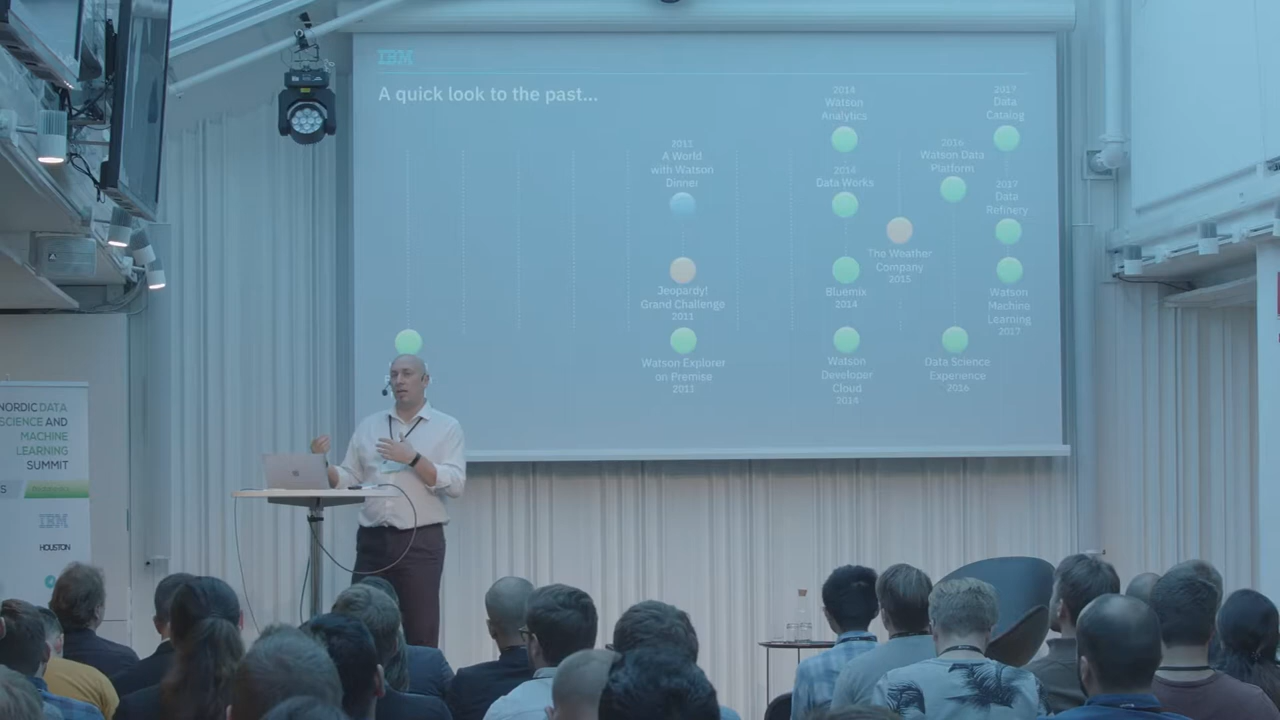 IBM
A quick look to the past...
2011
A World
with Watson
Dinner
Jeopardy!
Grand Challenge
2011
Watson Explorer
on Premise
2011
2014
Watson
Analytics
2014
Data Works
Bluemix
2014
Watson
Developer
Cloud
2014
The Weather
Company
2015
2016
Watson Data
Platform
Data Science
Experience
2016
2017
Data
Catalog
2017
Data
Refinery
Watson
Machine
Learning
2017
NORDIC DATA
SCIENCE AND
MACHINE
LEARNING
SUMMIT
IBM
HOUSTON